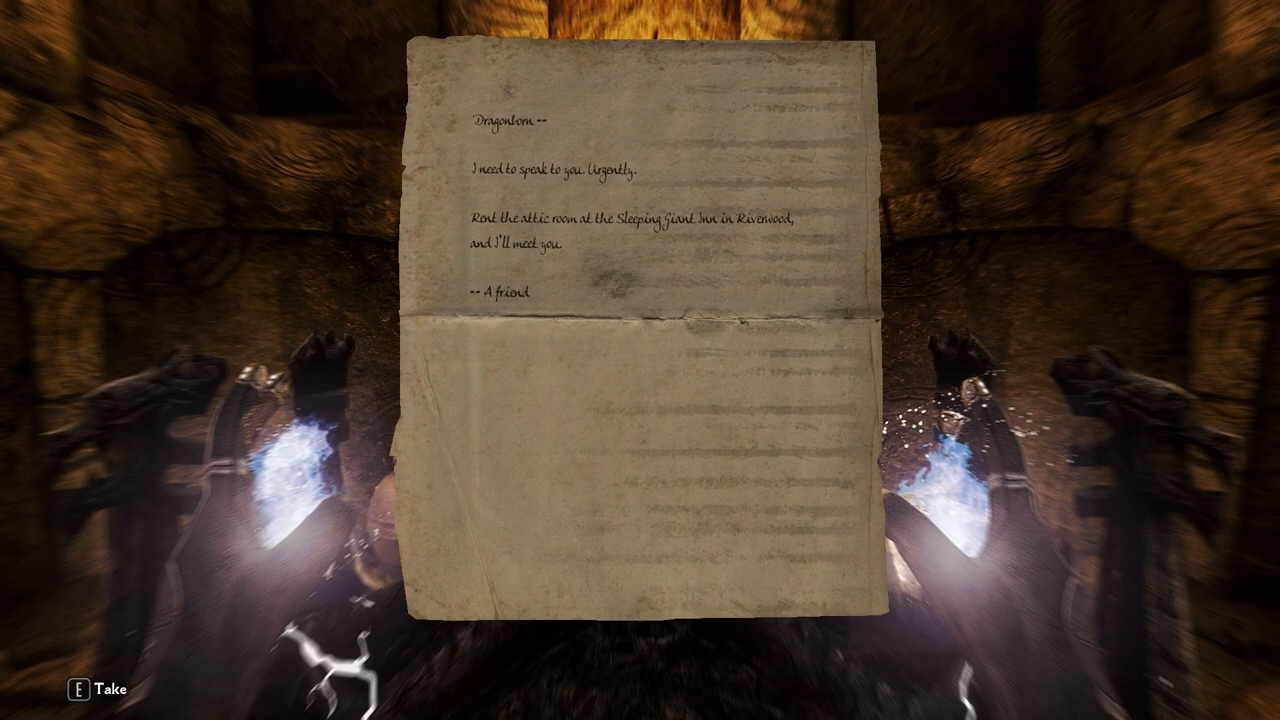 Dragonborn --
I need to speak to you. Urgently.
Rent the attic room at the Sleeping Giant Inn in Riverwood,
and I'll meet you.
-- A friend
E Take